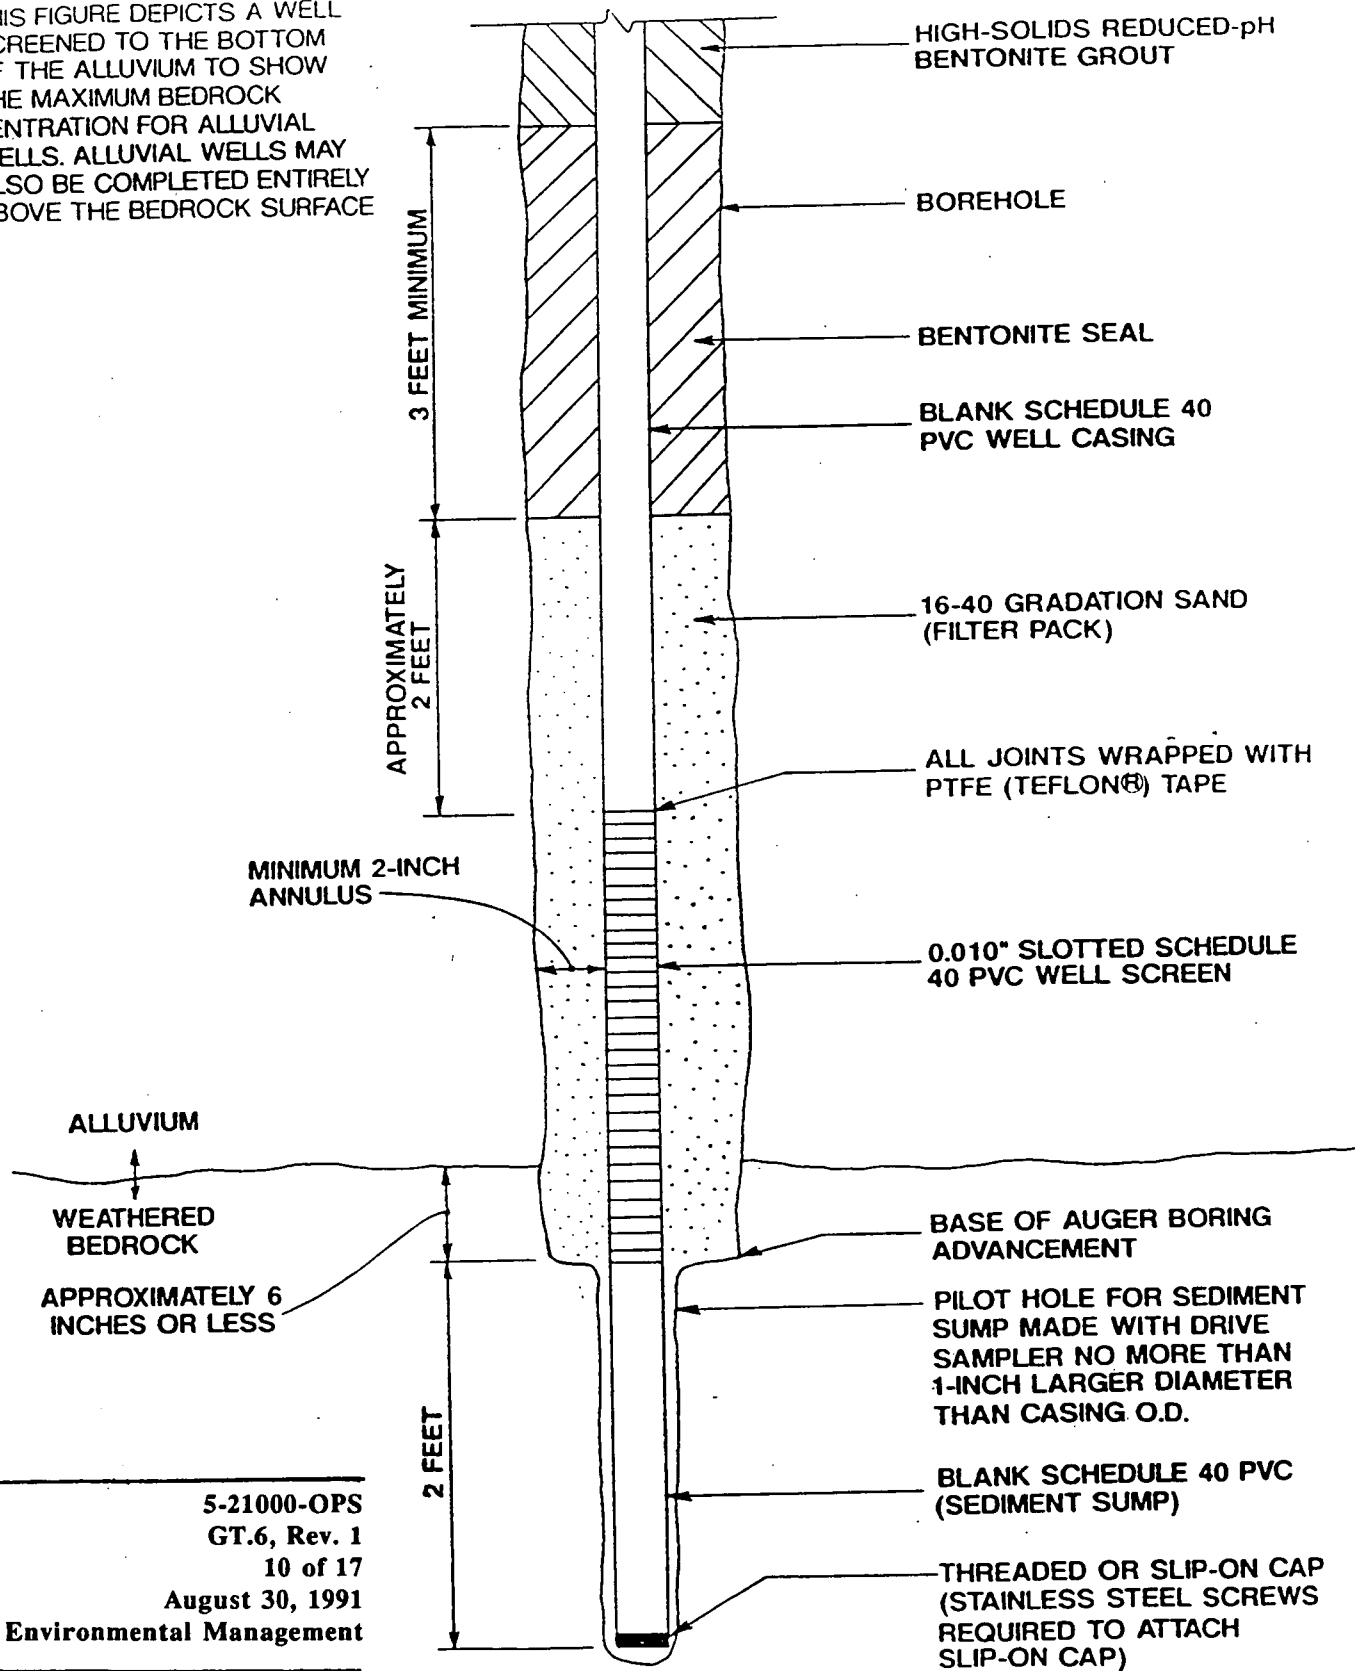 HIS FIGURE DEPICTS A WELL
CREENED TO THE BOTTOM
F THE ALLUVIUM TO SHOW
HE MAXIMUM BEDROCK
ENTRATION FOR ALLUVIAL
ELLS. ALLUVIAL WELLS MAY
LSO BE COMPLETED ENTIRELY
BOVE THE BEDROCK SURFACE
HIGH-SOLIDS REDUCED-pH
BENTONITE GROUT
BOREHOLE
3 FEET MINIMUM
BENTONITE SEAL
BLANK SCHEDULE 40
PVC WELL CASING
APPROXIMATELY
2 FEET
16-40 GRADATION SAND
(FILTER PACK)
ALL JOINTS WRAPPED WITH
PTFE (TEFLON®) TAPE
MINIMUM 2-INCH
ANNULUS
0.010" SLOTTED SCHEDULE
40 PVC WELL SCREEN
ALLUVIUM
WEATHERED
BEDROCK
APPROXIMATELY 6
INCHES OR LESS
BASE OF AUGER BORING
ADVANCEMENT
PILOT HOLE FOR SEDIMENT
SUMP MADE WITH DRIVE
SAMPLER NO MORE THAN
1-INCH LARGER DIAMETER
THAN CASING O.D.
2 FEET
BLANK SCHEDULE 40 PVC
(SEDIMENT SUMP)
THREADED OR SLIP-ON CAP
(STAINLESS STEEL SCREWS
REQUIRED TO ATTACH
SLIP-ON CAP)
5-21000-OPS
GT.6, Rev. 1
10 of 17
August 30, 1991
Environmental Management